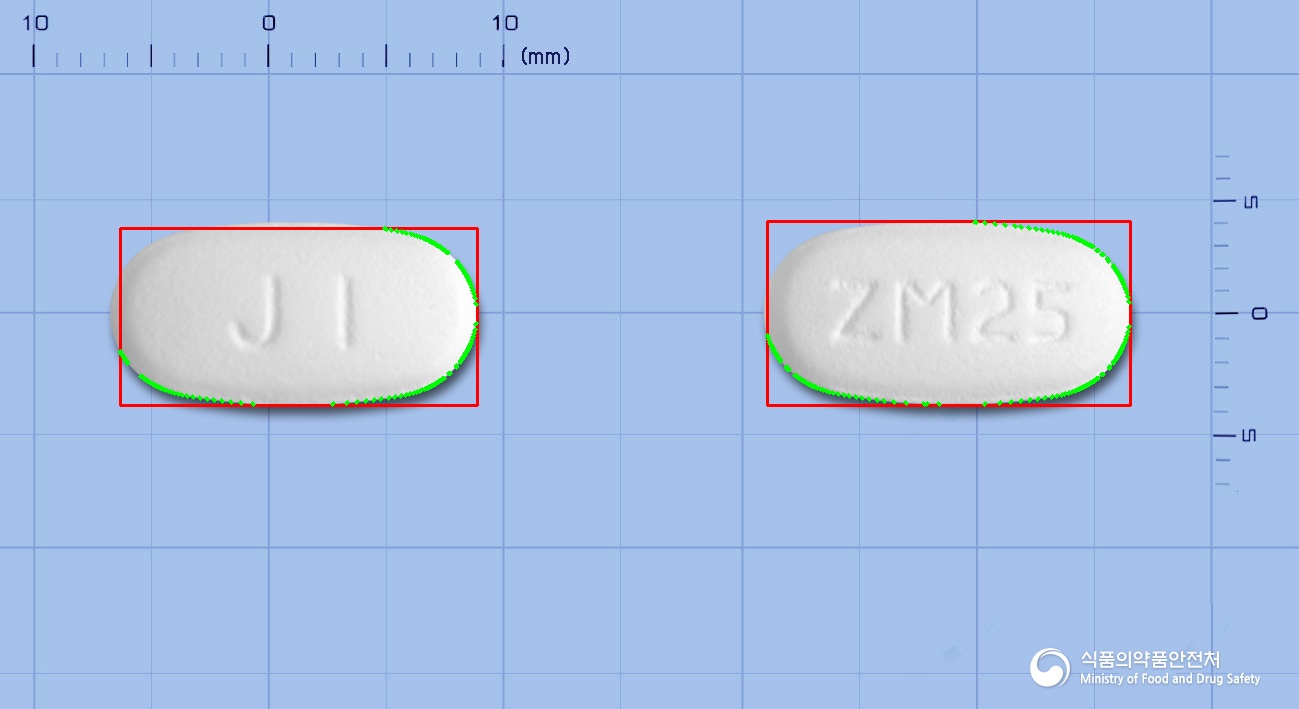 10 0 10
(mm)
J I
ZM25
5
0
5
식품의약품안전처
Ministry of Food and Drug Safety